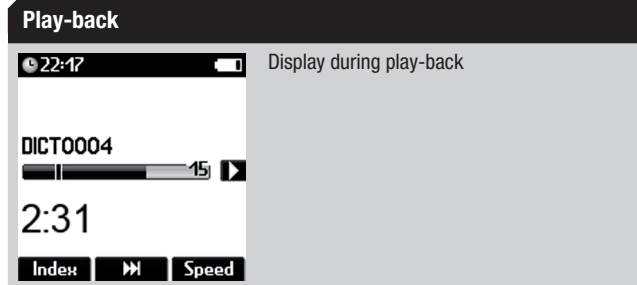 Play-back
22:17
Display during play-back
DICT0004
15
2:31
Index
Speed